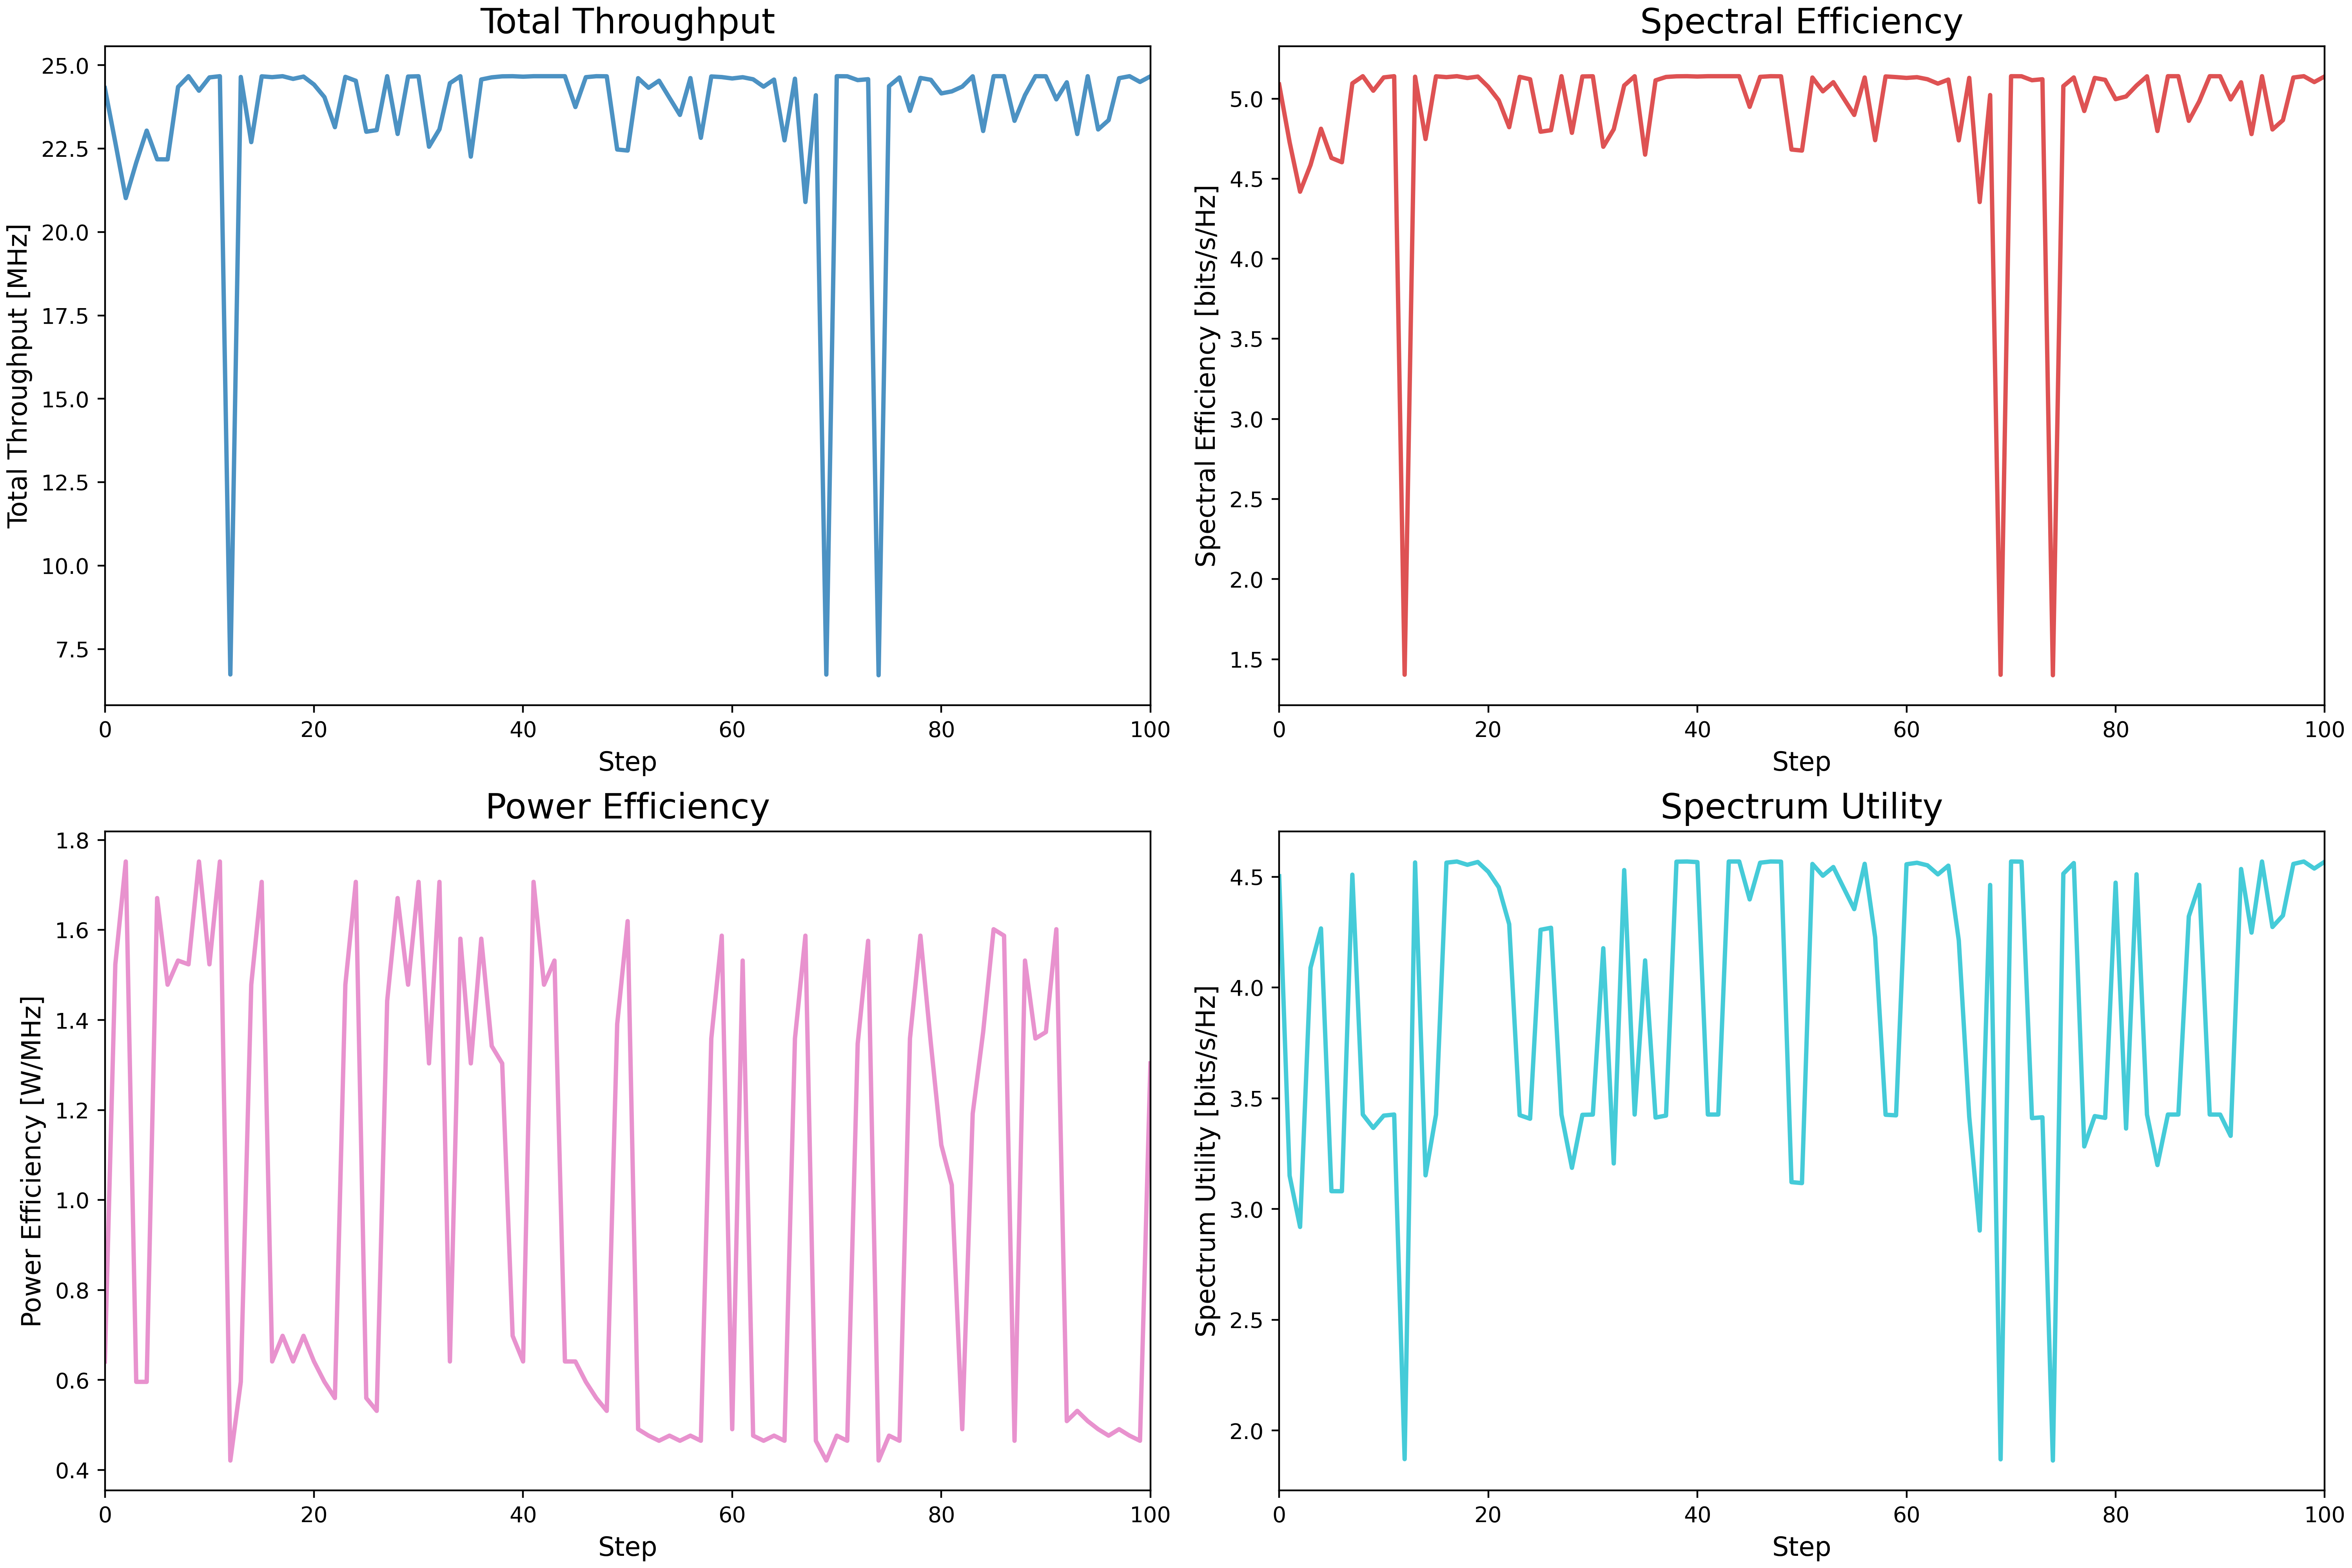 Total Throughput
Total Throughput [MHz]
25.0
22.5
20.0
17.5
15.0
12.5
10.0
7.5
0 20 40 60 80 100
Step
Spectral Efficiency
Spectral Efficiency [bits/s/Hz]
5.0
4.5
4.0
3.5
3.0
2.5
2.0
1.5
0 20 40 60 80 100
Step
Power Efficiency
Power Efficiency [W/MHz]
1.8
1.6
1.4
1.2
1.0
0.8
0.6
0.4
0 20 40 60 80 100
Step
Spectrum Utility
Spectrum Utility [bits/s/Hz]
4.5
4.0
3.5
3.0
2.5
2.0
0 20 40 60 80 100
Step